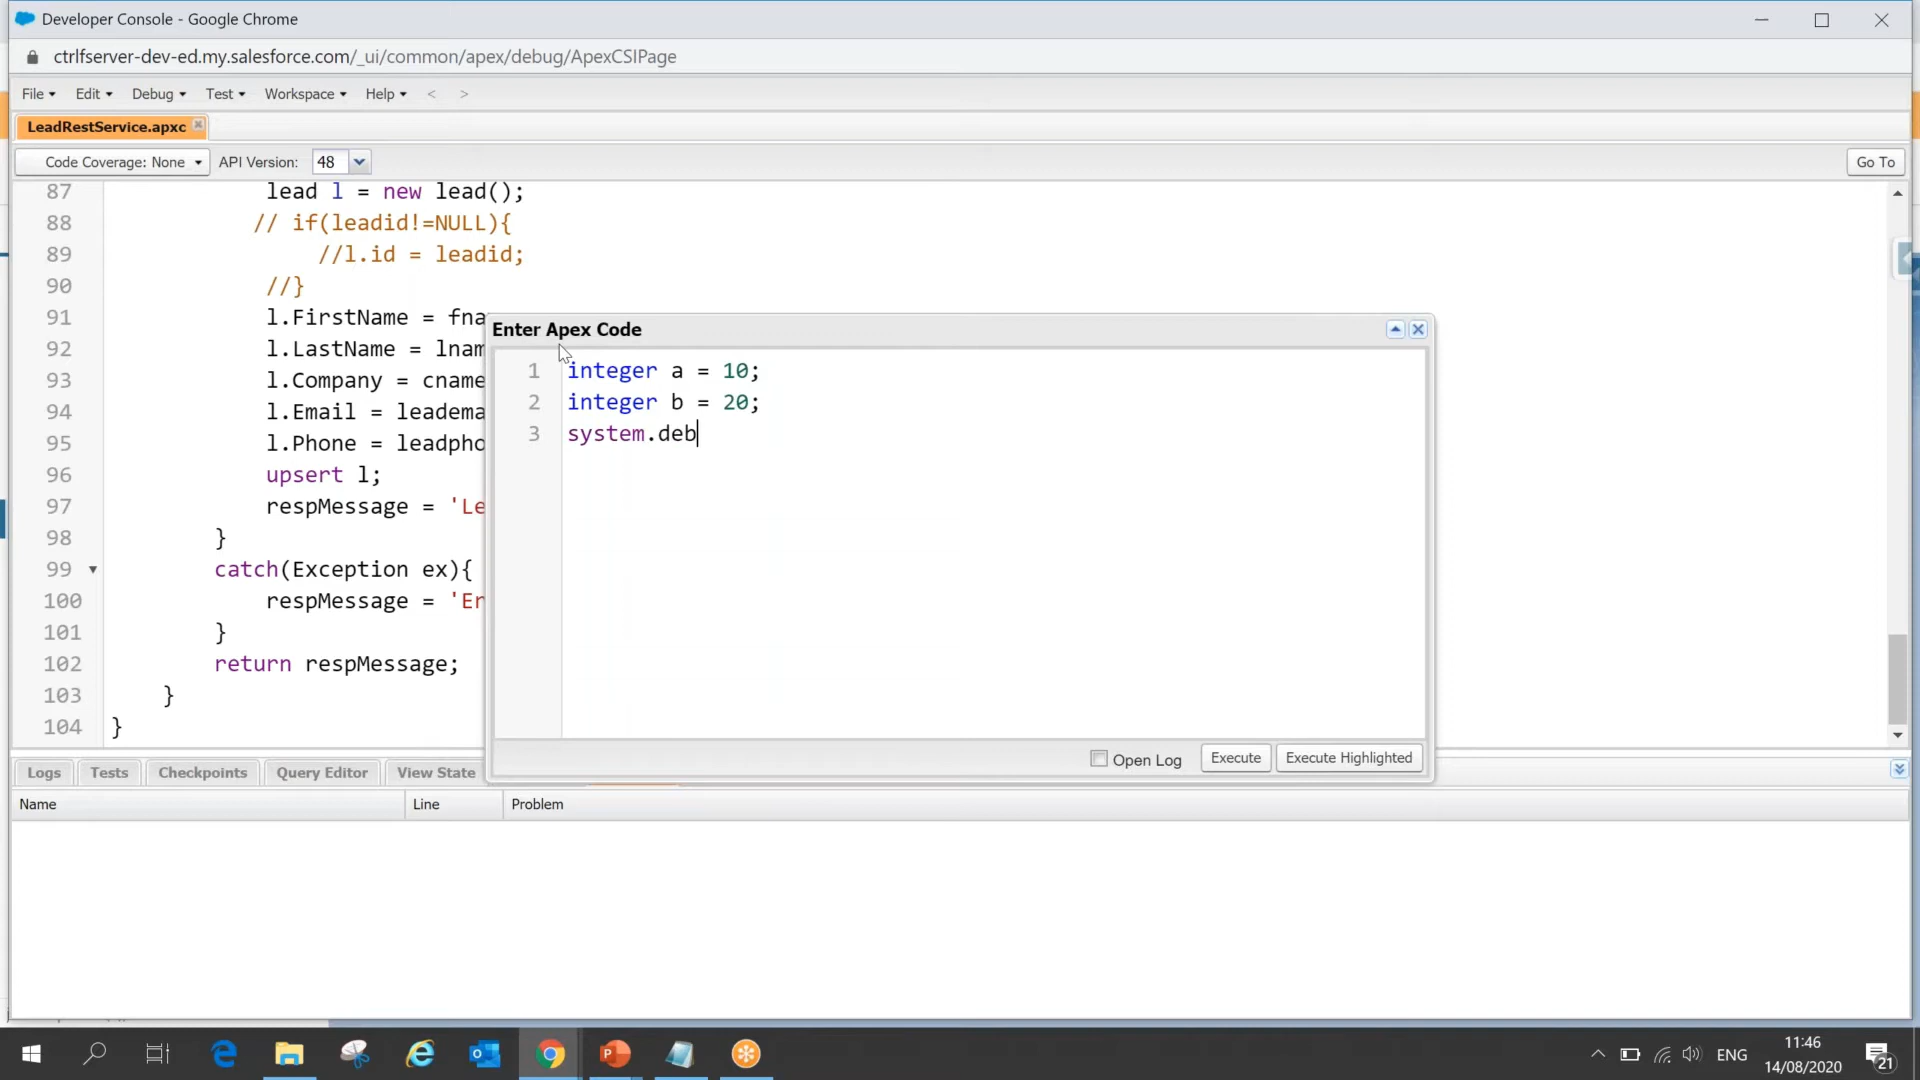 Developer Console - Google Chrome
ctrlfserver-dev-ed.my.salesforce.com/_ui/common/apex/debug/ApexCSIPage
File Edit Debug Test Workspace Help < >
LeadRestService.apxc
Code Coverage: None API Version: 48 Go To
87 lead l = new lead();
88 // if(leadid!=NULL){
89 //l.id = leadid;
90 //}
91 l.FirstName = fna
92 l.LastName = lnam
93 l.Company = cname
94 l.Email = leadema
95 l.Phone = leadpho
96 upsert l;
97 respMessage = 'Le
98 }
99 catch(Exception ex){
100 respMessage = 'Er
101 }
102 return respMessage;
103 }
104 }
Enter Apex Code
1 integer a = 10;
2 integer b = 20;
3 system.deb
Open Log Execute Execute Highlighted
Logs Tests Checkpoints Query Editor View State
Name Line Problem
ENG
11:46
14/08/2020
21